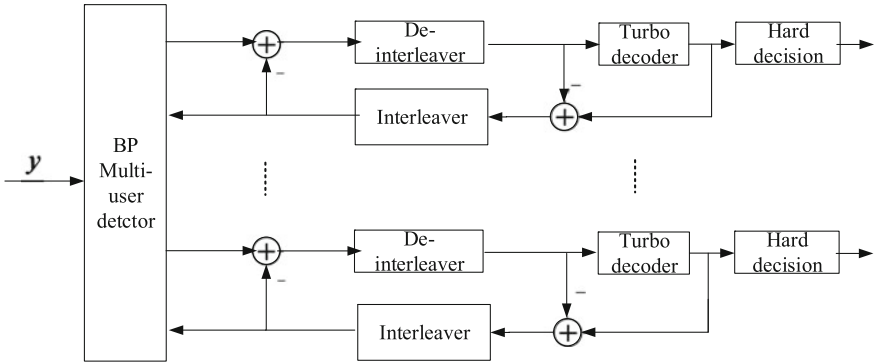 De-
interleaver
Turbo
decoder
Hard
decision
−
−
Interleaver
y
BP
Multi-
user
detctor
De-
interleaver
Turbo
decoder
Hard
decision
−
−
Interleaver